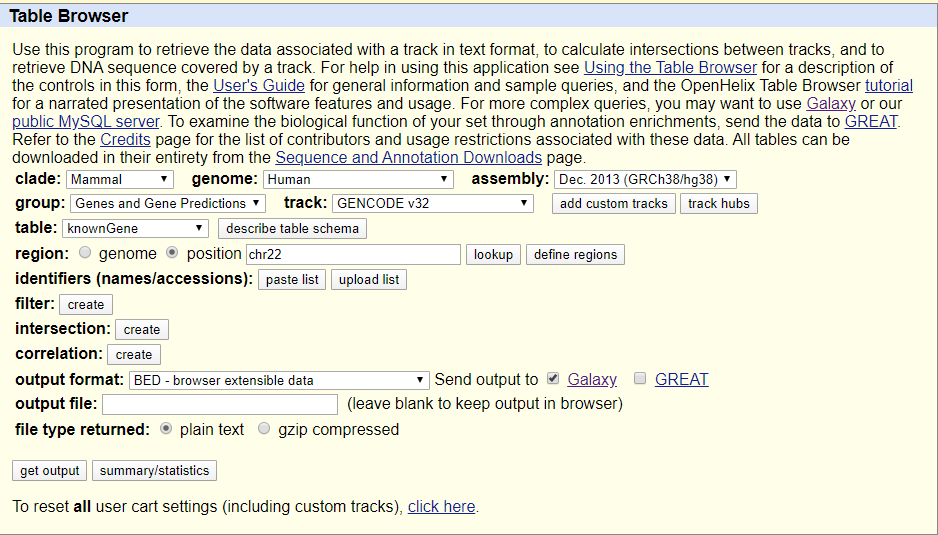 Table Browser
Use this program to retrieve the data associated with a track in text format, to calculate intersections between tracks, and to
retrieve DNA sequence covered by a track. For help in using this application see Using the Table Browser for a description of
the controls in this form, the User's Guide for general information and sample queries, and the OpenHelix Table Browser tutorial
for a narrated presentation of the software features and usage. For more complex queries, you may want to use Galaxy or our
public MySQL server. To examine the biological function of your set through annotation enrichments, send the data to GREAT.
Refer to the Credits page for the list of contributors and usage restrictions associated with these data. All tables can be
downloaded in their entirety from the Sequence and Annotation Downloads page.
clade: Mammal genome: Human assembly: Dec. 2013 (GRCh38/hg38)
group: Genes and Gene Predictions track: GENCODE v32 add custom tracks track hubs
table: knownGene describe table schema
region: genome position chr22 lookup define regions
identifiers (names/accessions): paste list upload list
filter: create
intersection: create
correlation: create
output format: BED - browser extensible data Send output to Galaxy GREAT
output file: (leave blank to keep output in browser)
file type returned: plain text gzip compressed
get output summary/statistics
To reset all user cart settings (including custom tracks), click here.